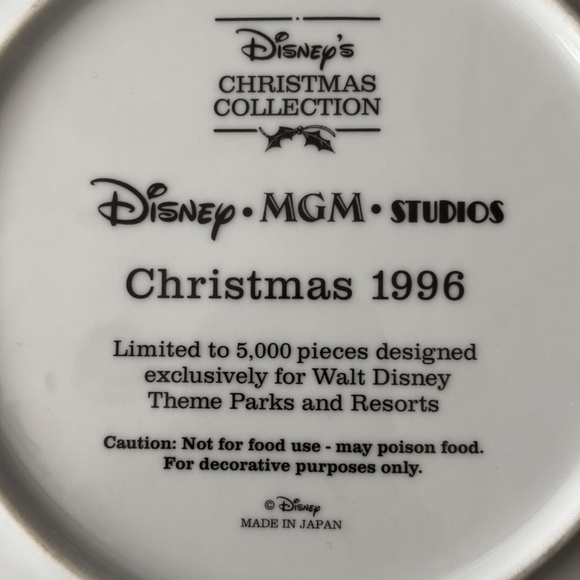 Disney's
CHRISTMAS
COLLECTION
Disney • MGM • STUDIOS
Christmas 1996
Limited to 5,000 pieces designed
exclusively for Walt Disney
Theme Parks and Resorts
Caution: Not for food use - may poison food.
For decorative purposes only.
© Disney
MADE IN JAPAN